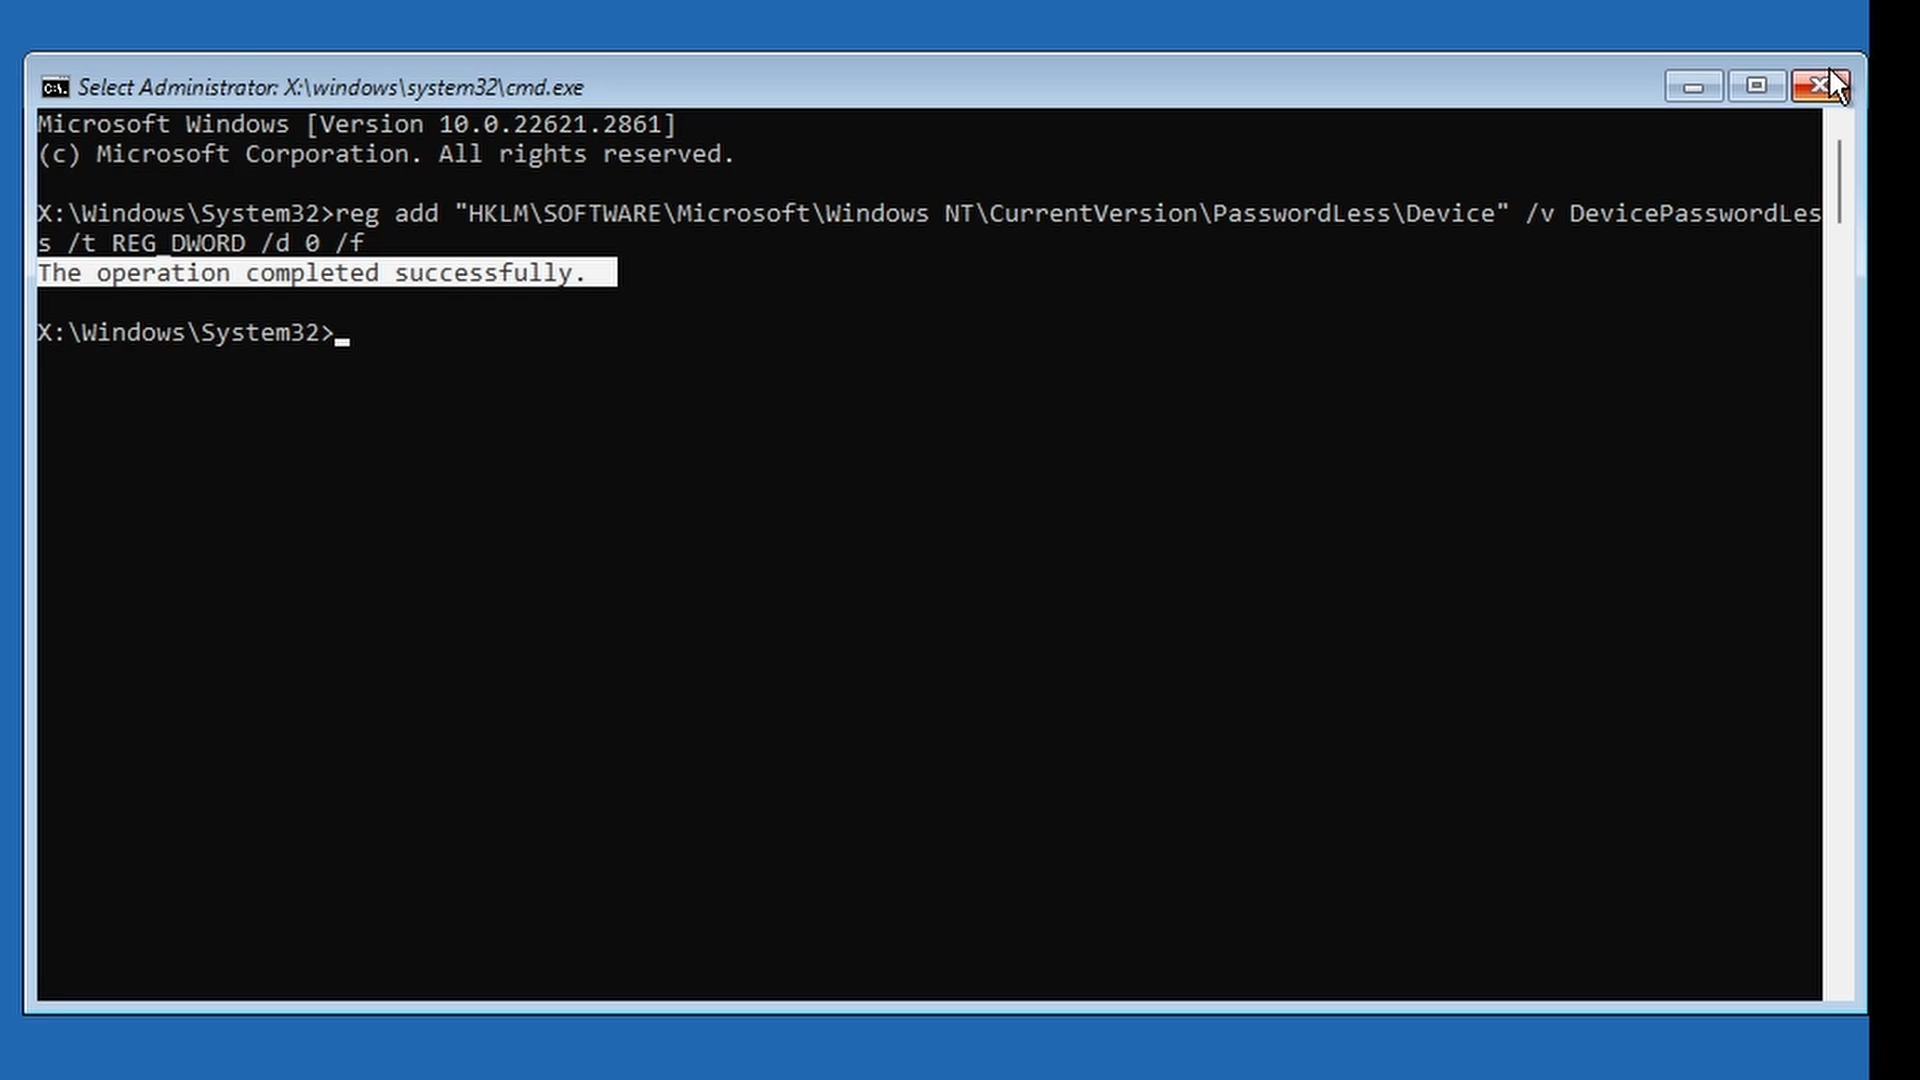 Select Administrator: X:\windows\system32\cmd.exe
Microsoft Windows [Version 10.0.22621.2861]
(c) Microsoft Corporation. All rights reserved.
X:\Windows\System32>reg add "HKLM\SOFTWARE\Microsoft\Windows NT\CurrentVersion\PasswordLess\Device" /v DevicePasswordLes
s /t REG_DWORD /d 0 /f
The operation completed successfully.
X:\Windows\System32>